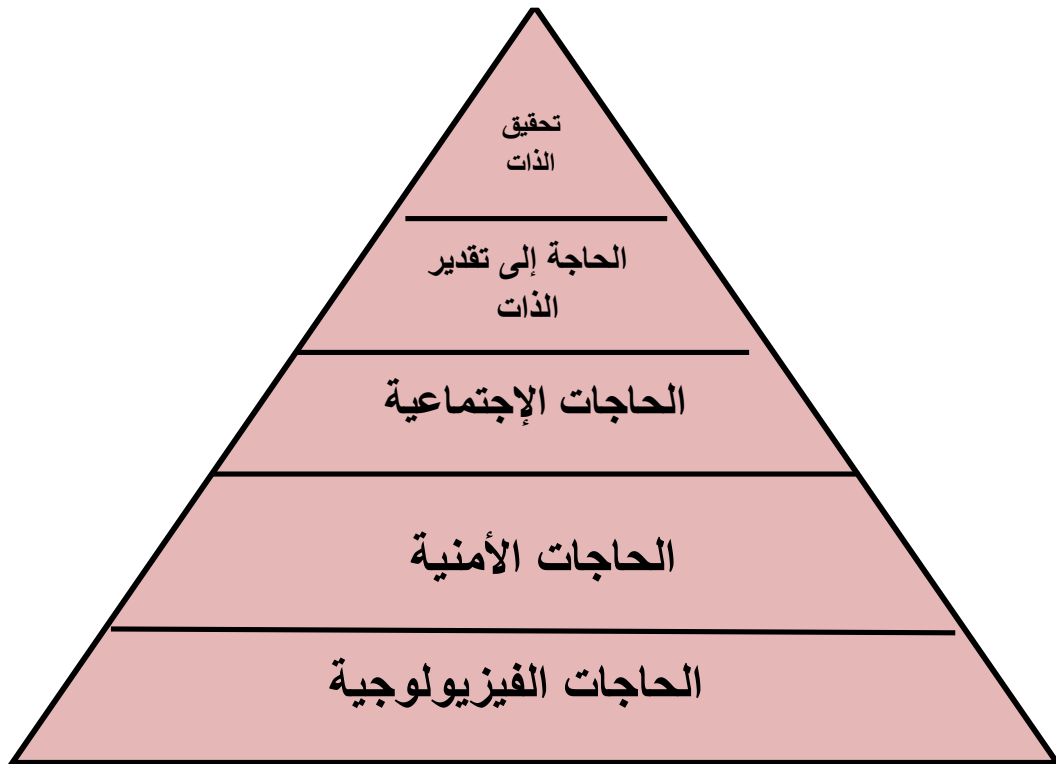 تحقيق
الذات
الحاجة إلى تقدير
الذات
الحاجات الإجتماعية
الحاجات الأمنية
الحاجات الفيزيولوجية